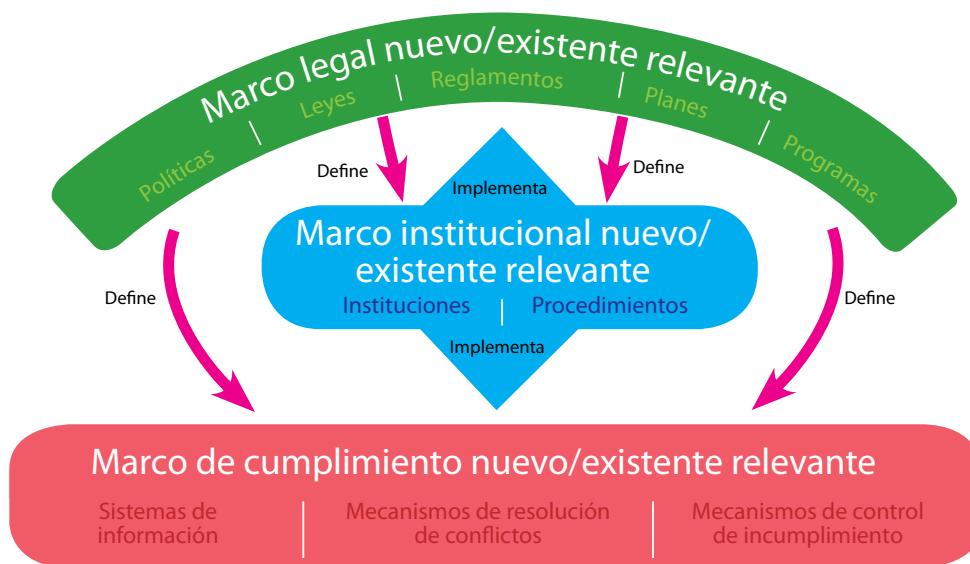 Marco legal nuevo/existente relevante
Políticas
Leyes
Reglamentos
Planes
Programas
Define
Define
Implementa
Marco institucional nuevo/
existente relevante
Instituciones
Procedimientos
Implementa
Define
Define
Marco de cumplimiento nuevo/existente relevante
Sistemas de
información
Mecanismos de resolución
de conflictos
Mecanismos de control
de incumplimiento